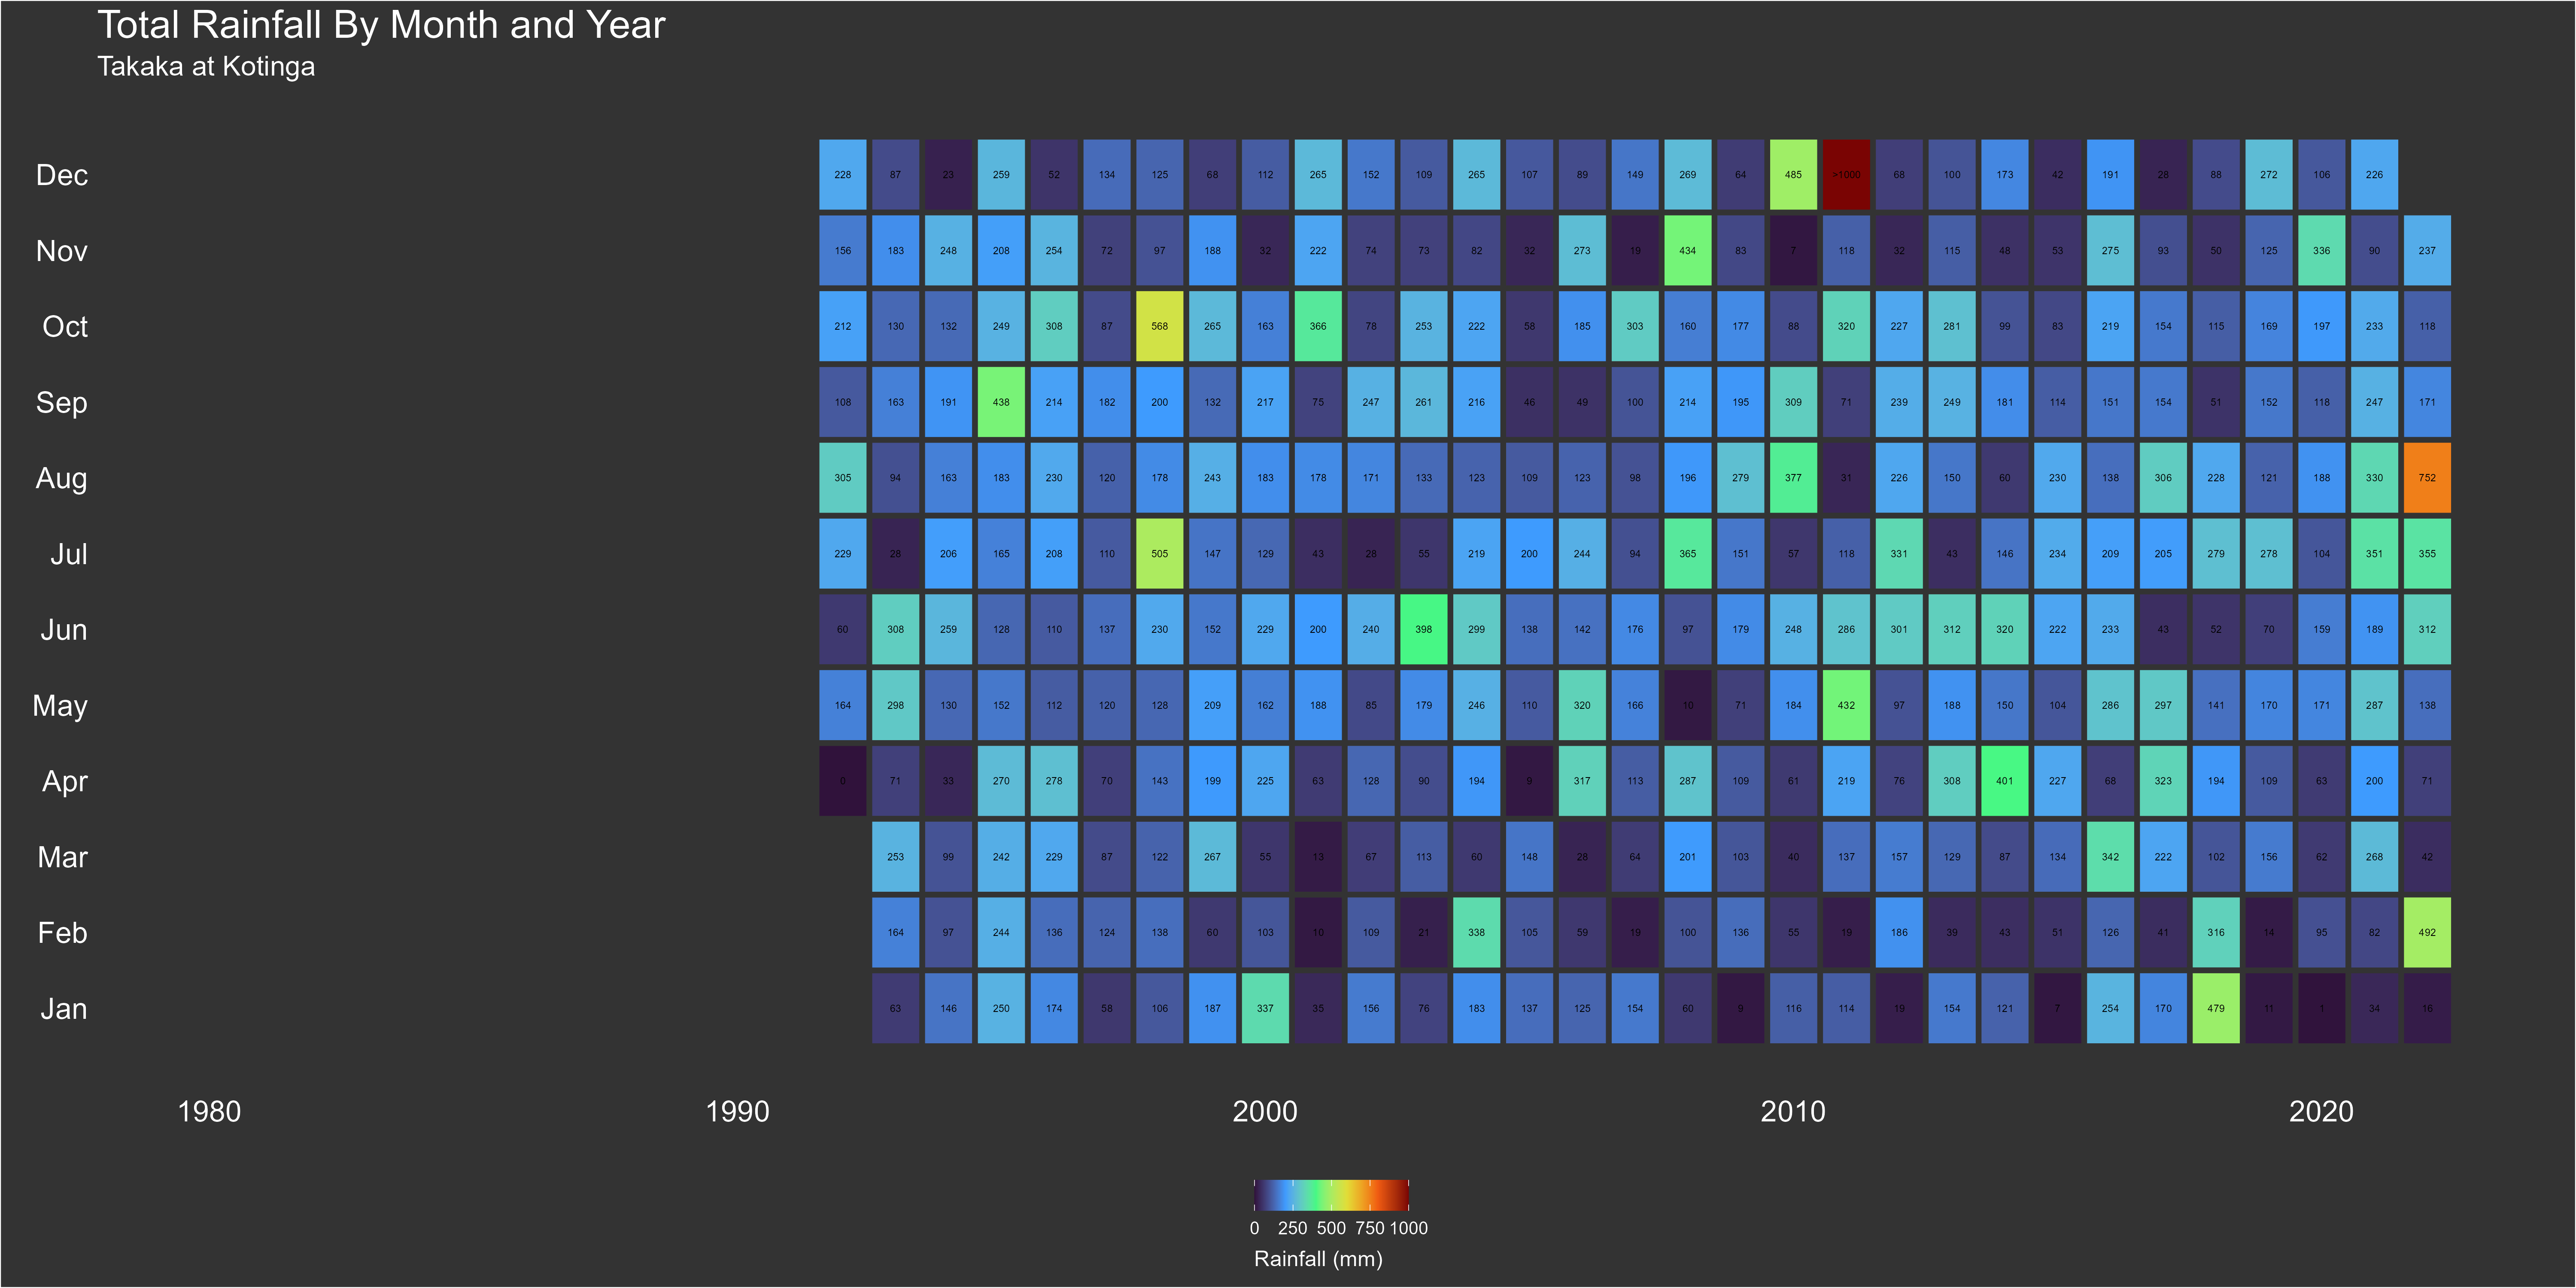 Total Rainfall By Month and Year
Takaka at Kotinga
Dec 228 87 23 259 52 134 125 68 112 265 152 109 265 107 89 149 269 64 485 >1000 68 100 173 42 191 28 88 272 106 226
Nov 156 183 248 208 254 72 97 188 32 222 74 73 82 32 273 19 434 83 7 118 32 115 48 53 275 93 50 125 336 90 237
Oct 212 130 132 249 308 87 568 265 163 366 78 253 222 58 185 303 160 177 88 320 227 281 99 83 219 154 115 169 197 233 118
Sep 108 163 191 438 214 182 200 132 217 75 247 261 216 46 49 100 214 195 309 71 239 249 181 114 151 154 51 152 118 247 171
Aug 305 94 163 183 230 120 178 243 183 178 171 133 123 109 123 98 196 279 377 31 226 150 60 230 138 306 228 121 188 330 752
Jul 229 28 206 165 208 110 505 147 129 43 28 55 219 200 244 94 365 151 57 118 331 43 146 234 209 205 279 278 104 351 355
Jun 60 308 259 128 110 137 230 152 229 200 240 398 299 138 142 176 97 179 248 286 301 312 320 222 233 43 52 70 159 189 312
May 164 298 130 152 112 120 128 209 162 188 85 179 246 110 320 166 10 71 184 432 97 188 150 104 286 297 141 170 171 287 138
Apr 0 71 33 270 278 70 143 199 225 63 128 90 194 9 317 113 287 109 61 219 76 308 401 227 68 323 194 109 63 200 71
Mar 253 99 242 229 87 122 267 55 13 67 113 60 148 28 64 201 103 40 137 157 129 87 134 342 222 102 156 62 268 42
Feb 164 97 244 136 124 138 60 103 10 109 21 338 105 59 19 100 136 55 19 186 39 43 51 126 41 316 14 95 82 492
Jan 63 146 250 174 58 106 187 337 35 156 76 183 137 125 154 60 9 116 114 19 154 121 7 254 170 479 11 1 34 16
1980 1990 2000 2010 2020
0 250 500 750 1000
Rainfall (mm)